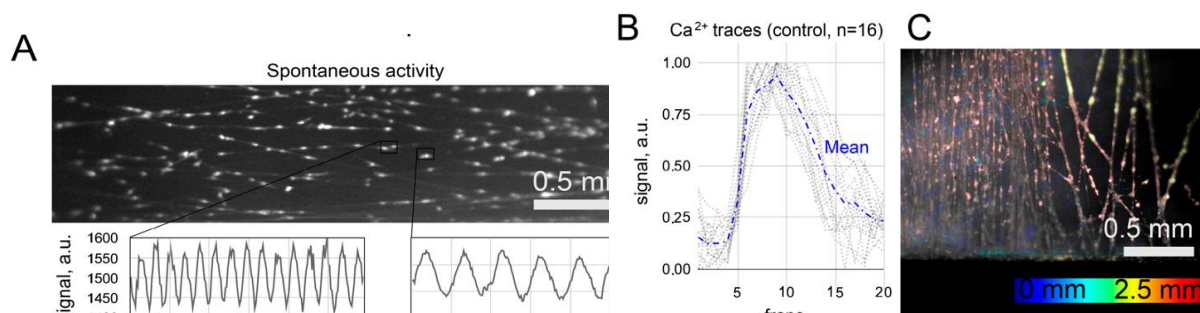 A
Spontaneous activity
0.5 mm
signal, a.u.
1600
1550
1500
1450
B
Ca²⁺ traces (control, n=16)
signal, a.u.
1.00
0.75
0.50
0.25
0.00
Mean
5
10
15
20
C
0.5 mm
0 mm
2.5 mm